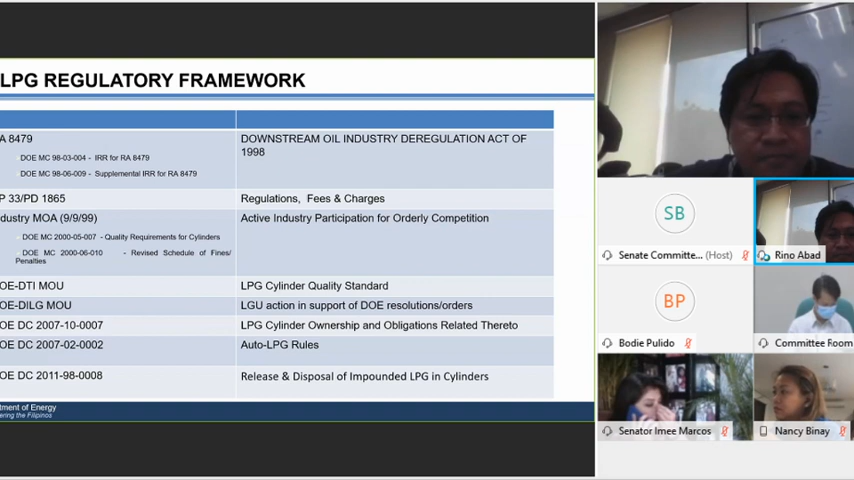 LPG REGULATORY FRAMEWORK
A 8479
DOWNSTREAM OIL INDUSTRY DEREGULATION ACT OF
1998
DOE MC 98-03-004 - IRR for RA 8479
DOE MC 98-06-009 - Supplemental IRR for RA 8479
P 33/PD 1865
Regulations, Fees & Charges
dustry MOA (9/9/99)
Active Industry Participation for Orderly Competition
DOE MC 2000-05-007 - Quality Requirements for Cylinders
DOE MC 2000-06-010 - Revised Schedule of Fines/
Penalties
OE-DTI MOU
LPG Cylinder Quality Standard
OE-DILG MOU
LGU action in support of DOE resolutions/orders
OE DC 2007-10-0007
LPG Cylinder Ownership and Obligations Related Thereto
OE DC 2007-02-0002
Auto-LPG Rules
OE DC 2011-98-0008
Release & Disposal of Impounded LPG in Cylinders
tment of Energy
ering the Filipinos
SB
Senate Committe... (Host)
Rino Abad
BP
Bodie Pulido
Committee Room
Senator Imee Marcos
Nancy Binay